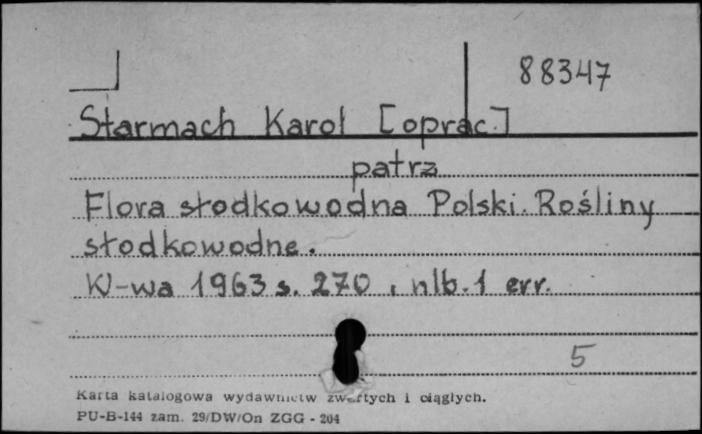 88347
Starmach Karol [oprac.]
patrz
Flora słodkowodna Polski. Rośliny
słodkowodne.
W-wa 1963 s. 270, nlb. 1 err.
5
Karta katalogowa wydawnictw zwartych i ciągłych.
PU-B-144 zam. 29/DW/On ZGG - 204